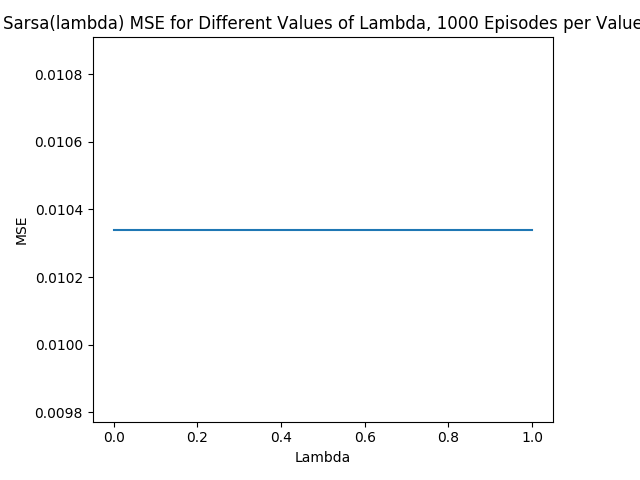 Sarsa(lambda) MSE for Different Values of Lambda, 1000 Episodes per Value
0.0108
0.0106
0.0104
0.0102
0.0100
0.0098
MSE
0.0 0.2 0.4 0.6 0.8 1.0
Lambda